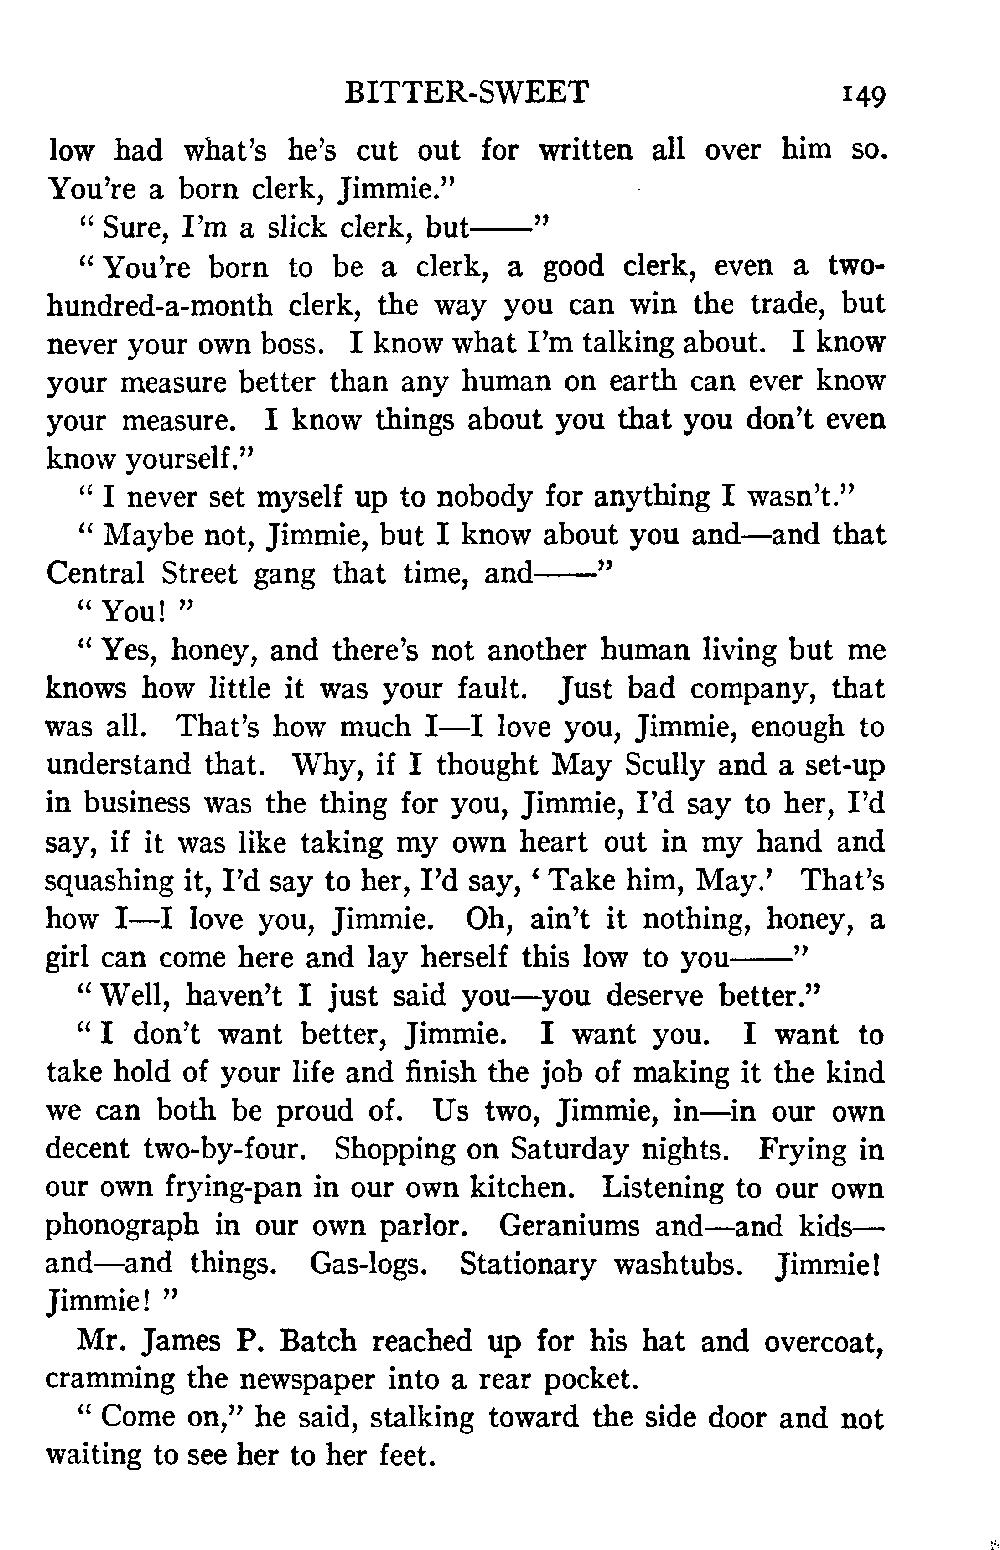 BITTER-SWEET 149
low had what's he's cut out for written all over him so.
You're a born clerk, Jimmie."
" Sure, I'm a slick clerk, but——"
" You're born to be a clerk, a good clerk, even a two-
hundred-a-month clerk, the way you can win the trade, but
never your own boss. I know what I'm talking about. I know
your measure better than any human on earth can ever know
your measure. I know things about you that you don't even
know yourself."
" I never set myself up to nobody for anything I wasn't."
" Maybe not, Jimmie, but I know about you and—and that
Central Street gang that time, and——"
" You! "
" Yes, honey, and there's not another human living but me
knows how little it was your fault. Just bad company, that
was all. That's how much I—I love you, Jimmie, enough to
understand that. Why, if I thought May Scully and a set-up
in business was the thing for you, Jimmie, I'd say to her, I'd
say, if it was like taking my own heart out in my hand and
squashing it, I'd say to her, I'd say, ' Take him, May.' That's
how I—I love you, Jimmie. Oh, ain't it nothing, honey, a
girl can come here and lay herself this low to you——"
" Well, haven't I just said you—you deserve better."
" I don't want better, Jimmie. I want you. I want to
take hold of your life and finish the job of making it the kind
we can both be proud of. Us two, Jimmie, in—in our own
decent two-by-four. Shopping on Saturday nights. Frying in
our own frying-pan in our own kitchen. Listening to our own
phonograph in our own parlor. Geraniums and—and kids—
and—and things. Gas-logs. Stationary washtubs. Jimmie!
Jimmie! "
Mr. James P. Batch reached up for his hat and overcoat,
cramming the newspaper into a rear pocket.
" Come on," he said, stalking toward the side door and not
waiting to see her to her feet.